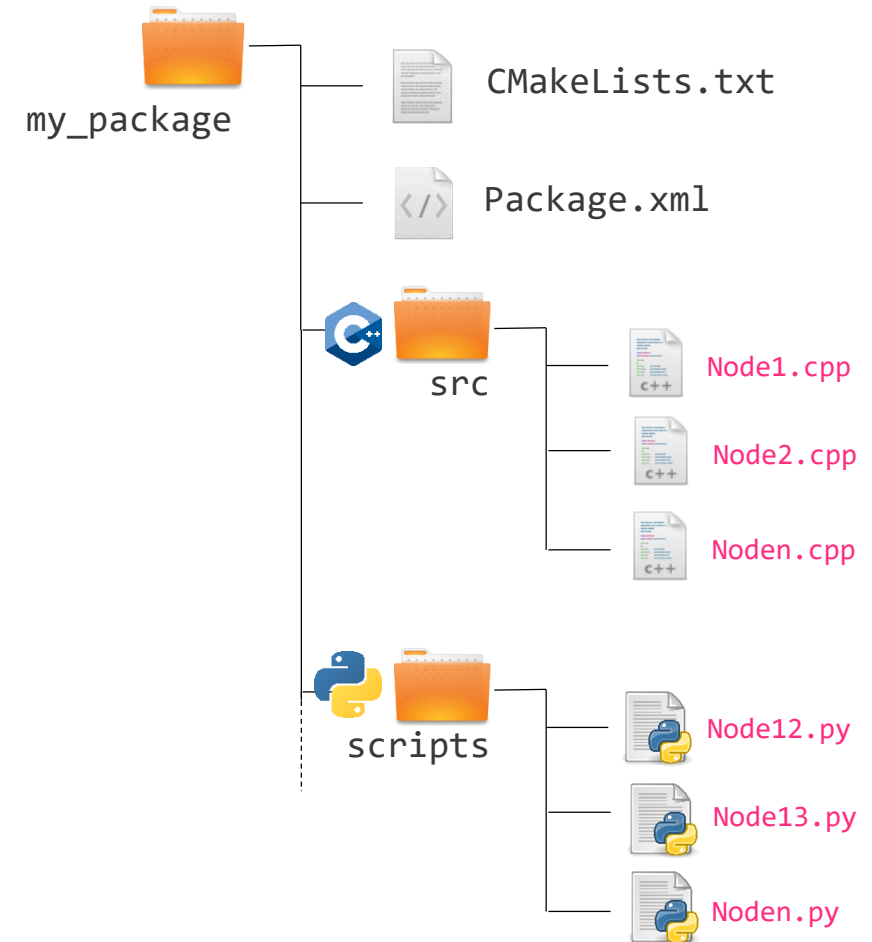 my_package
CMakeLists.txt
</>
Package.xml
C++
src
c++
Node1.cpp
c++
Node2.cpp
c++
Noden.cpp
scripts
Node12.py
Node13.py
Noden.py